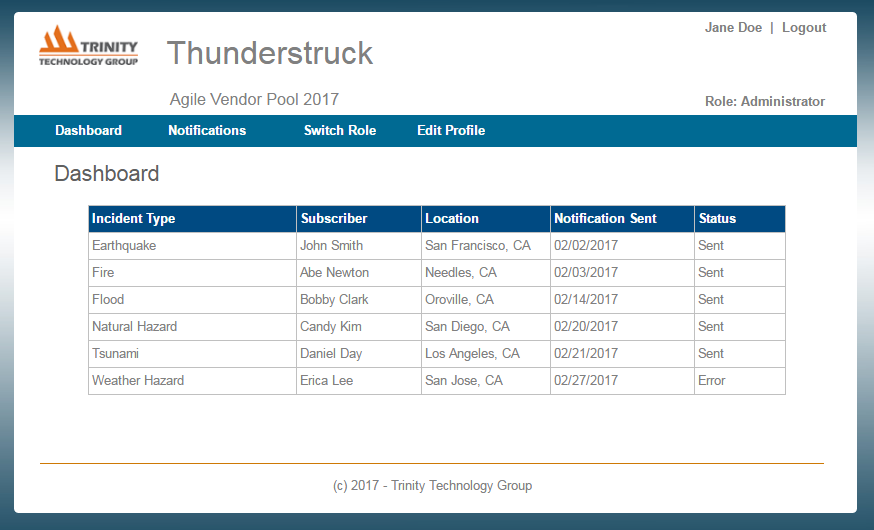 Jane Doe | Logout
TRINITY
TECHNOLOGY GROUP
Thunderstruck
Agile Vendor Pool 2017
Role: Administrator
Dashboard Notifications Switch Role Edit Profile
Dashboard
Incident Type Subscriber Location Notification Sent Status
Earthquake John Smith San Francisco, CA 02/02/2017 Sent
Fire Abe Newton Needles, CA 02/03/2017 Sent
Flood Bobby Clark Oroville, CA 02/14/2017 Sent
Natural Hazard Candy Kim San Diego, CA 02/20/2017 Sent
Tsunami Daniel Day Los Angeles, CA 02/21/2017 Sent
Weather Hazard Erica Lee San Jose, CA 02/27/2017 Error
(c) 2017 - Trinity Technology Group